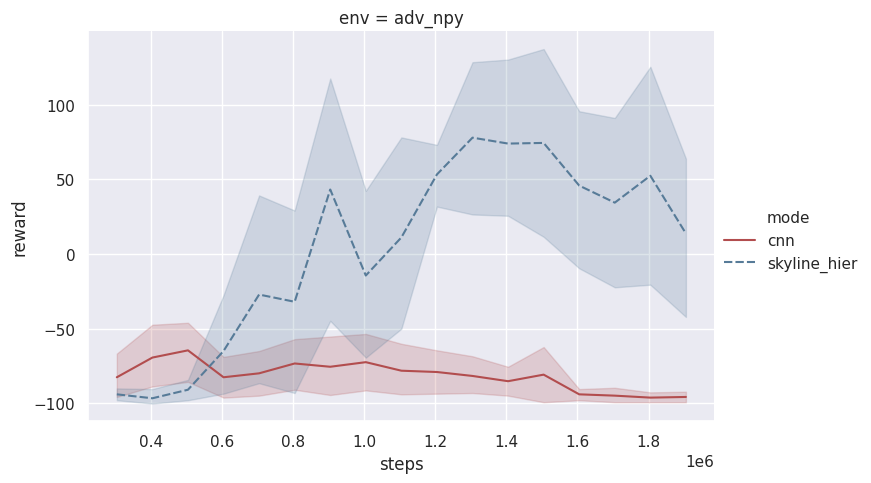 env = adv_npy
reward
100
50
0
−50
−100
0.4 0.6 0.8 1.0 1.2 1.4 1.6 1.8
steps
1e6
mode
cnn
skyline_hier